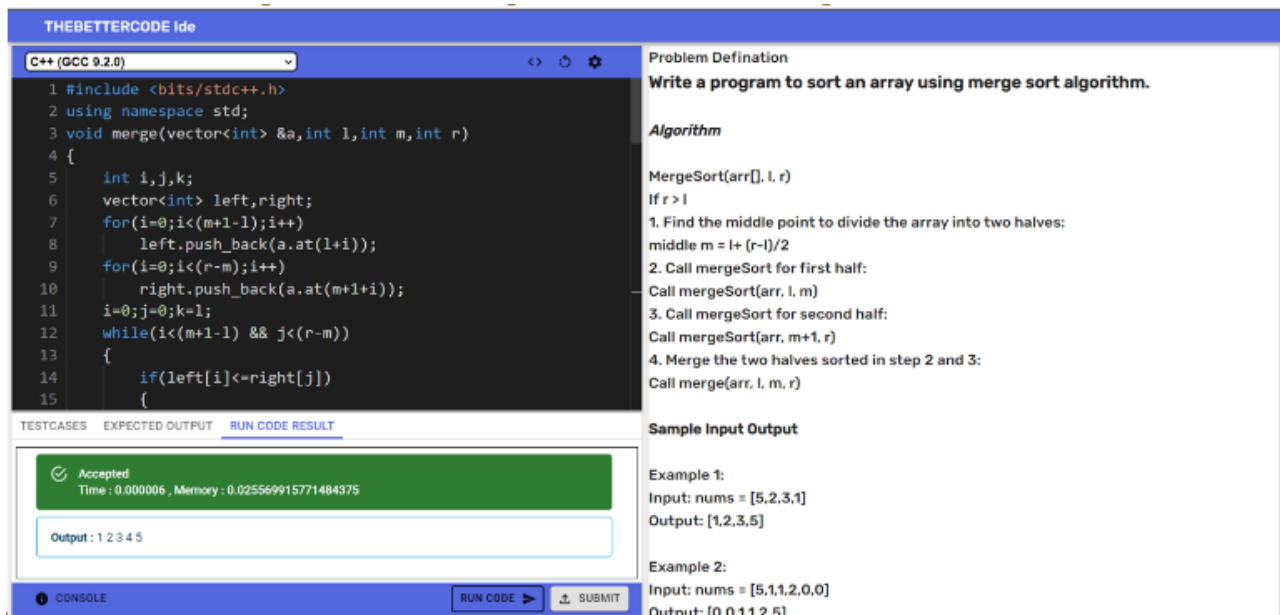 THEBETTERCODE Ide
C++ (GCC 9.2.0)
1 #include <bits/stdc++.h>
2 using namespace std;
3 void merge(vector<int> &a,int l,int m,int r)
4 {
5 int i,j,k;
6 vector<int> left,right;
7 for(i=0;i<(m+1-l);i++)
8 left.push_back(a.at(l+i));
9 for(i=0;i<(r-m);i++)
10 right.push_back(a.at(m+1+i));
11 i=0;j=0;k=l;
12 while(i<(m+1-l) && j<(r-m))
13 {
14 if(left[i]<=right[j])
15 {
TESTCASES EXPECTED OUTPUT RUN CODE RESULT
Accepted
Time : 0.000006 , Memory : 0.025569915771484375
Output : 1 2 3 4 5
CONSOLE
RUN CODE
SUBMIT
Problem Defination
Write a program to sort an array using merge sort algorithm.
Algorithm
MergeSort(arr[], l, r)
If r > l
1. Find the middle point to divide the array into two halves:
middle m = l+ (r-l)/2
2. Call mergeSort for first half:
Call mergeSort(arr, l, m)
3. Call mergeSort for second half:
Call mergeSort(arr, m+1, r)
4. Merge the two halves sorted in step 2 and 3:
Call merge(arr, l, m, r)
Sample Input Output
Example 1:
Input: nums = [5,2,3,1]
Output: [1,2,3,5]
Example 2:
Input: nums = [5,1,1,2,0,0]
Output: [0,0,1,1,2,5]